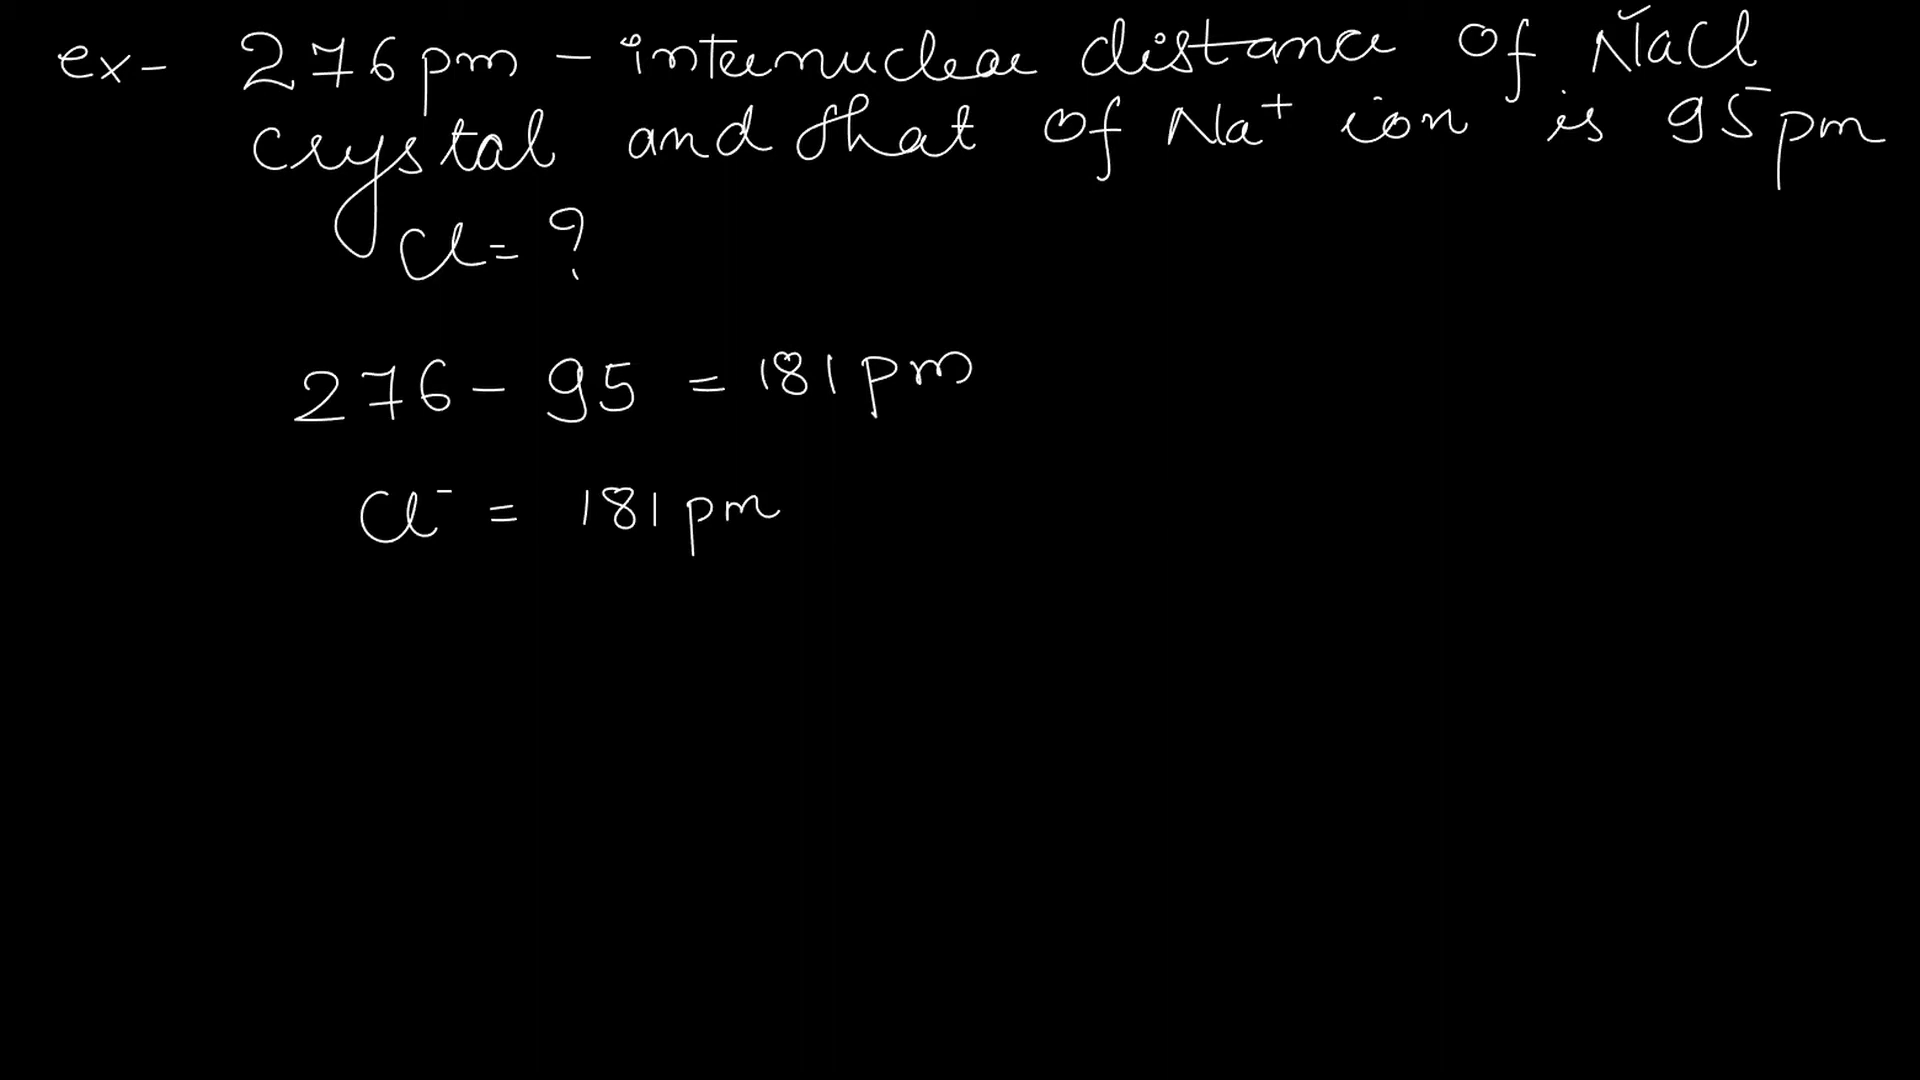 ex- 276 pm - internuclear distance of NaCl
crystal and that of Na⁺ ion is 95 pm
Cl = ?
276 - 95 = 181 pm
Cl⁻ = 181 pm